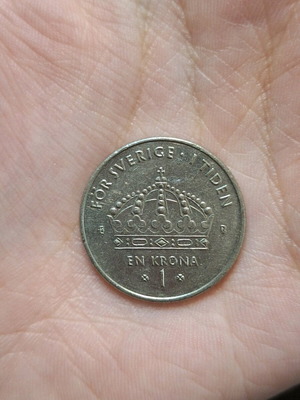 FÖR SVERIGE · I TIDEN
EN KRONA
1